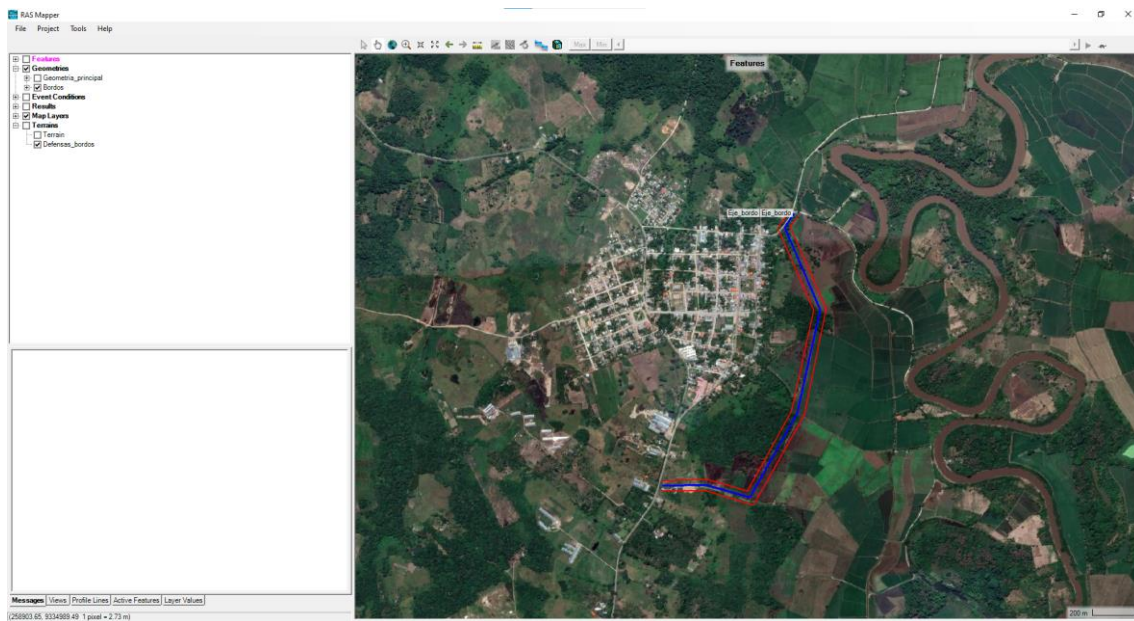 RAS Mapper
File Project Tools Help
Max Min
Features
Geometries
Geometria_principal
Bordos
Event Conditions
Results
Map Layers
Terrains
Terrain
Defensas_bordos
Features
Eje_bordo Eje_bordo
Messages Views Profile Lines Active Features Layer Values
(258903.65, 9334989.49 1 pixel = 2.73 m)
200 m